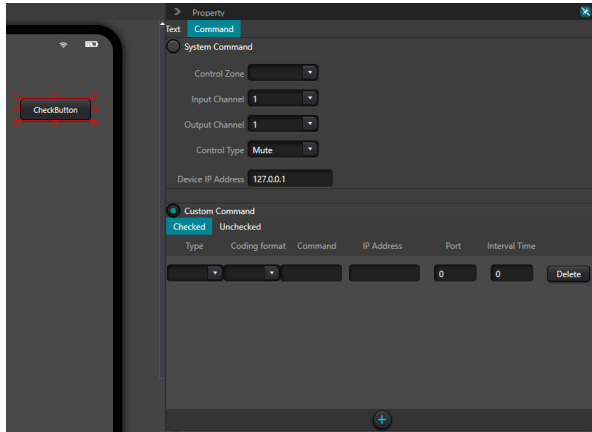 Property
Text Command
System Command
CheckButton
Control Zone
Input Channel 1
Output Channel 1
Control Type Mute
Device IP Address 127.0.0.1
Custom Command
Checked Unchecked
Type Coding format Command IP Address Port Interval Time
0 0 Delete